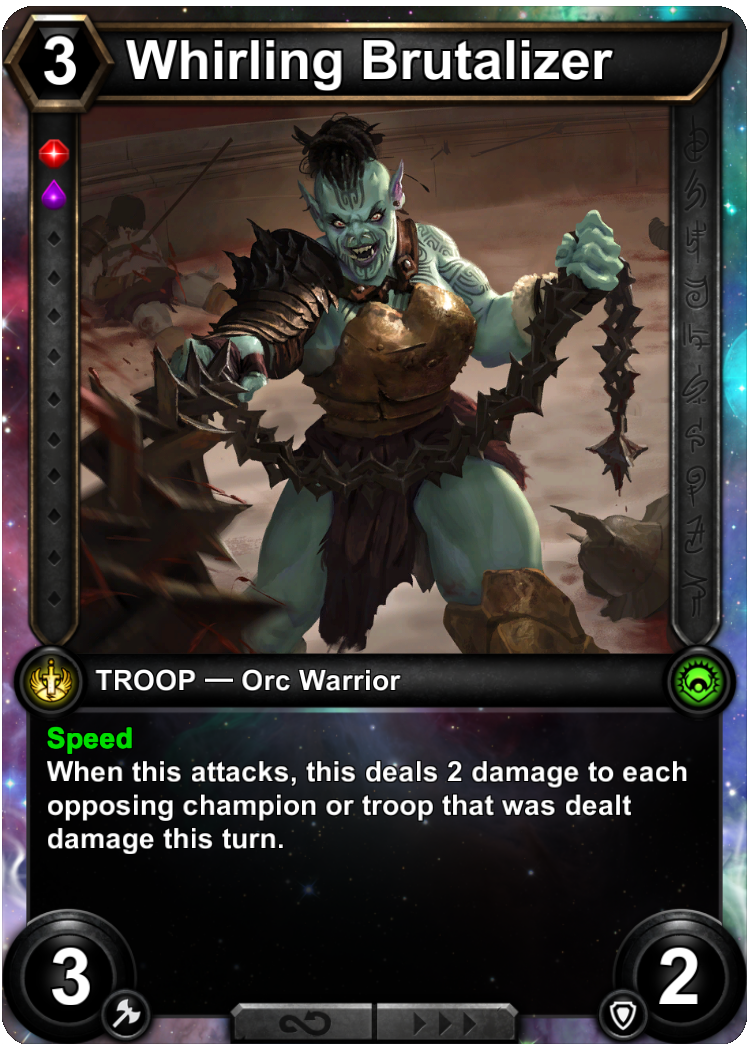 3 Whirling Brutalizer
TROOP — Orc Warrior
Speed
When this attacks, this deals 2 damage to each
opposing champion or troop that was dealt
damage this turn.
3 2